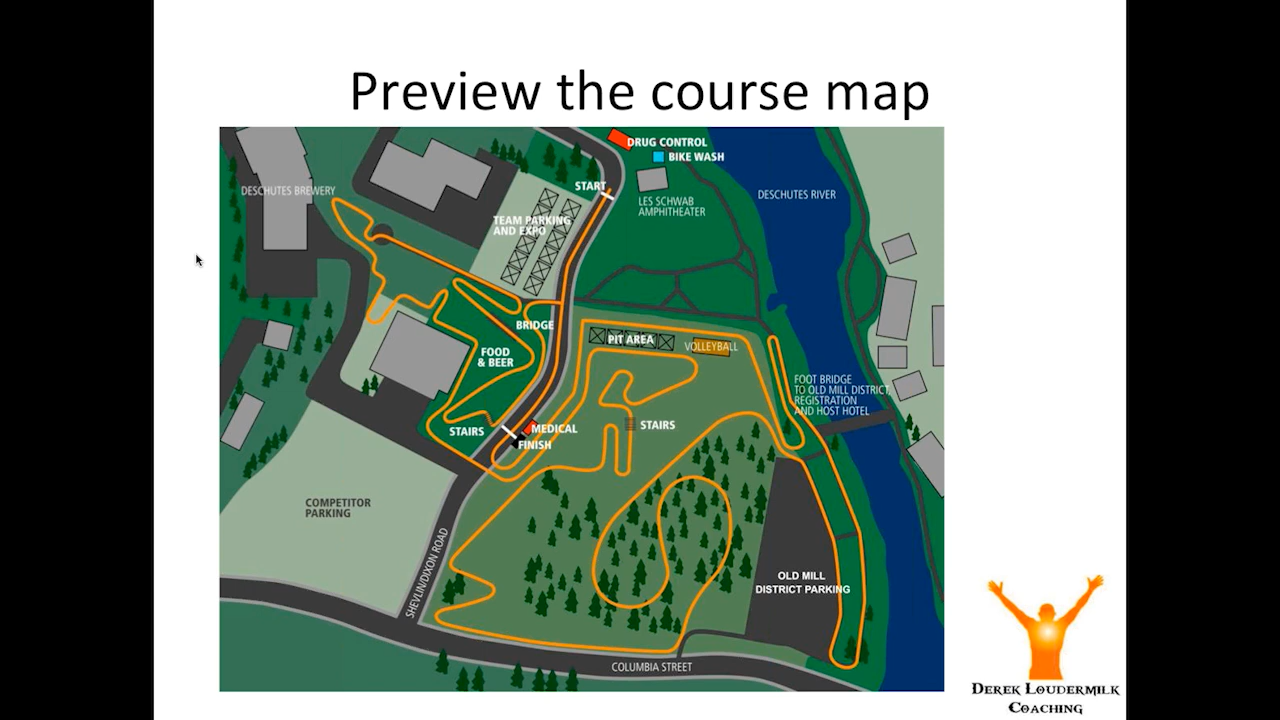 Preview the course map
DRUG CONTROL
BIKE WASH
START
DESCHUTES BREWERY
DESCHUTES RIVER
LES SCHWAB
AMPHITHEATER
TEAM PARKING
AND EXPO
BRIDGE
PIT AREA
VOLLEYBALL
FOOD
& BEER
FOOT BRIDGE
TO OLD MILL DISTRICT,
REGISTRATION
AND HOST HOTEL
STAIRS
MEDICAL
FINISH
STAIRS
COMPETITOR
PARKING
SHEVLIN/DIXON ROAD
OLD MILL
DISTRICT PARKING
COLUMBIA STREET
DEREK LOUDERMILK
COACHING